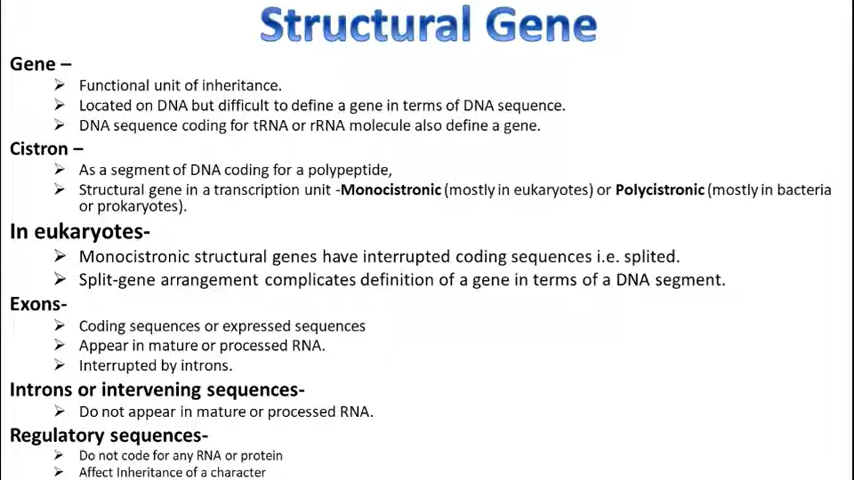 Structural Gene
Gene –
➢ Functional unit of inheritance.
➢ Located on DNA but difficult to define a gene in terms of DNA sequence.
➢ DNA sequence coding for tRNA or rRNA molecule also define a gene.
Cistron –
➢ As a segment of DNA coding for a polypeptide,
➢ Structural gene in a transcription unit -Monocistronic (mostly in eukaryotes) or Polycistronic (mostly in bacteria
or prokaryotes).
In eukaryotes-
➢ Monocistronic structural genes have interrupted coding sequences i.e. splited.
➢ Split-gene arrangement complicates definition of a gene in terms of a DNA segment.
Exons-
➢ Coding sequences or expressed sequences
➢ Appear in mature or processed RNA.
➢ Interrupted by introns.
Introns or intervening sequences-
➢ Do not appear in mature or processed RNA.
Regulatory sequences-
➢ Do not code for any RNA or protein
➢ Affect Inheritance of a character